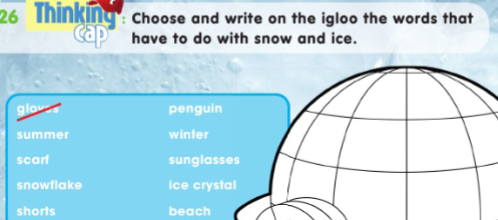 26 Thinking Cap : Choose and write on the igloo the words that
have to do with snow and ice.
gloves penguin
summer winter
scarf sunglasses
snowflake ice crystal
shorts beach